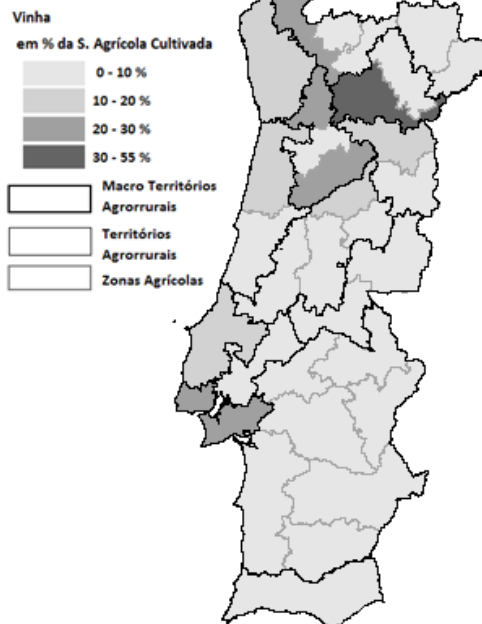 Vinha
em % da S. Agrícola Cultivada
0 - 10 %
10 - 20 %
20 - 30 %
30 - 55 %
Macro Territórios
Agrorrurais
Territórios
Agrorrurais
Zonas Agrícolas